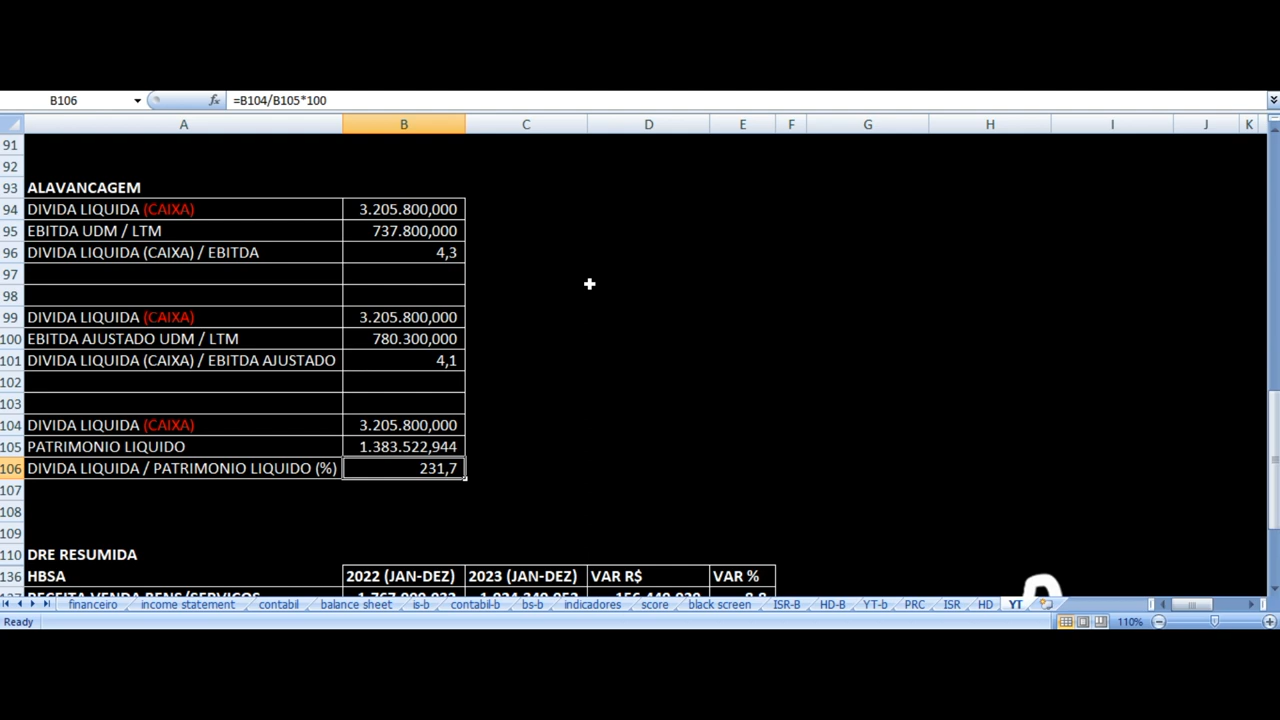 B106 =B104/B105*100
A B C D E F G H I J K
91
92
93 ALAVANCAGEM
94 DIVIDA LIQUIDA (CAIXA) 3.205.800,000
95 EBITDA UDM / LTM 737.800,000
96 DIVIDA LIQUIDA (CAIXA) / EBITDA 4,3
97
98
99 DIVIDA LIQUIDA (CAIXA) 3.205.800,000
100 EBITDA AJUSTADO UDM / LTM 780.300,000
101 DIVIDA LIQUIDA (CAIXA) / EBITDA AJUSTADO 4,1
102
103
104 DIVIDA LIQUIDA (CAIXA) 3.205.800,000
105 PATRIMONIO LIQUIDO 1.383.522,944
106 DIVIDA LIQUIDA / PATRIMONIO LIQUIDO (%) 231,7
107
108
109
110 DRE RESUMIDA
136 HBSA 2022 (JAN-DEZ) 2023 (JAN-DEZ) VAR R$ VAR %
financeiro income statement contabil balance sheet is-b contabil-b bs-b indicadores score black screen ISR-B HD-B YT-b PRC ISR HD YT
Ready 110%